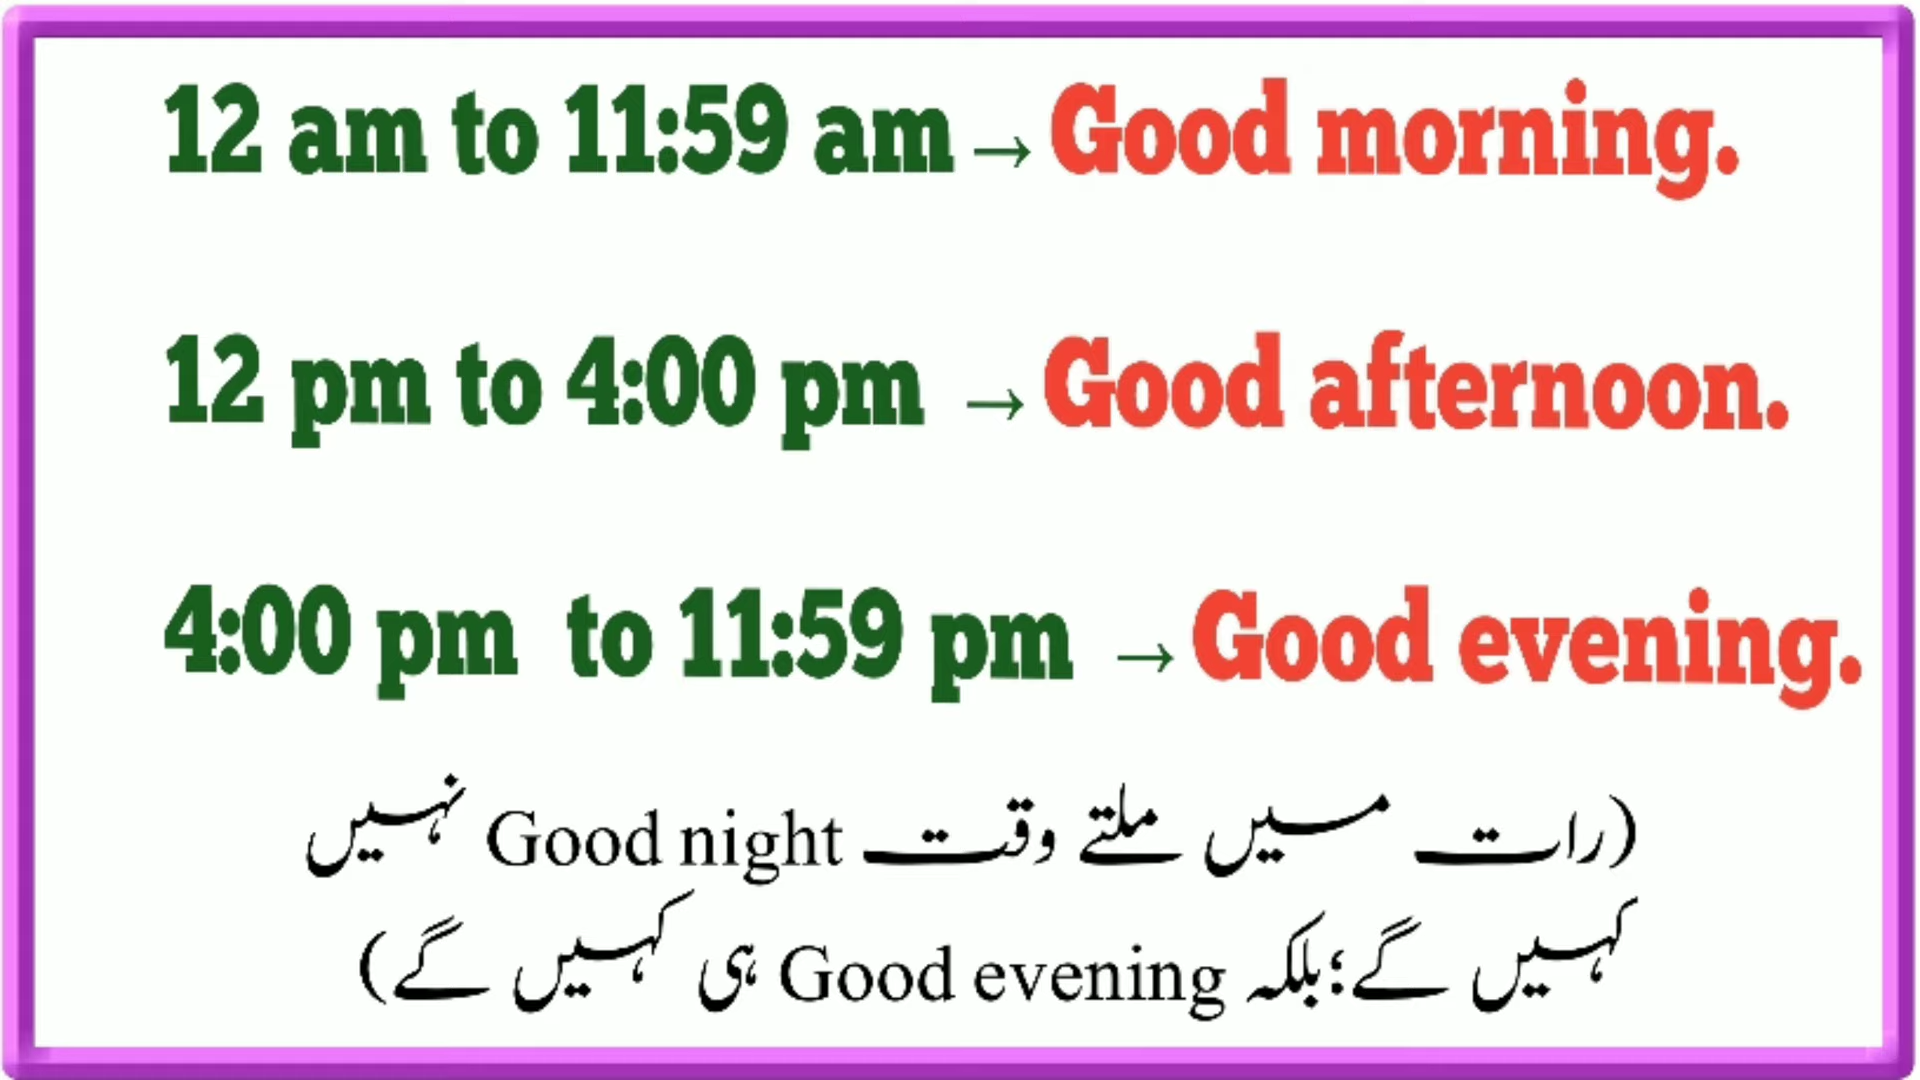 12 am to 11:59 am → Good morning.
12 pm to 4:00 pm → Good afternoon.
4:00 pm to 11:59 pm → Good evening.
(رات میں ملتے وقت Good night نہیں
کہیں گے؛ بلکہ Good evening ہی کہیں گے)